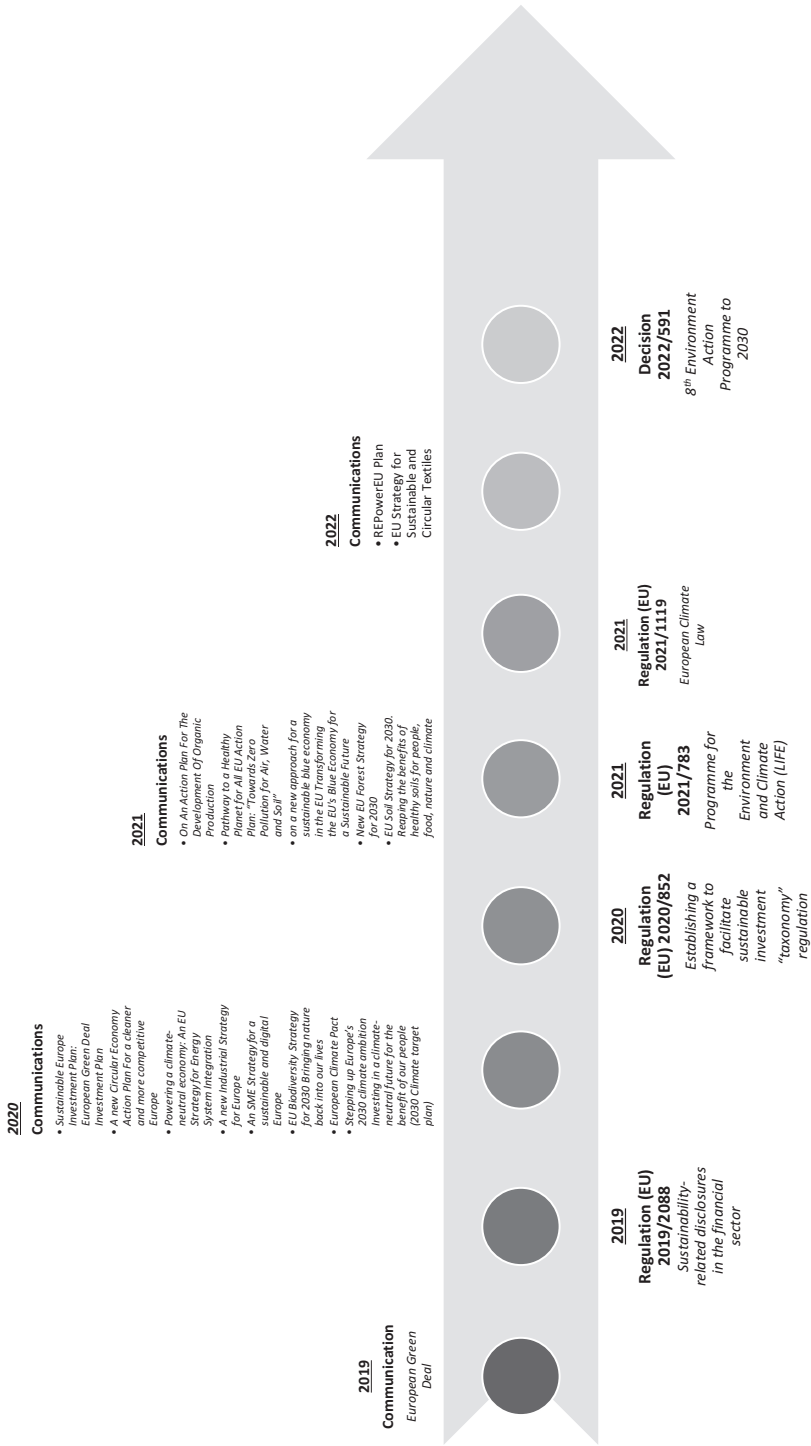 2019
Communication
European Green
Deal
2019
Regulation (EU)
2019/2088
Sustainability-
related disclosures
in the financial
sector
2020
Communications
• Sustainable Europe
Investment Plan:
European Green Deal
Investment Plan
• A new Circular Economy
Action Plan For a cleaner
and more competitive
Europe
• Powering a climate-
neutral economy: An EU
Strategy for Energy
System Integration
• A new Industrial Strategy
for Europe
• An SME Strategy for a
sustainable and digital
Europe
• EU Biodiversity Strategy
for 2030 Bringing nature
back into our lives
• European Climate Pact
• Stepping up Europe's
2030 climate ambition
Investing in a climate-
neutral future for the
benefit of our people
(2030 Climate target
plan)
2020
Regulation
(EU) 2020/852
Establishing a
framework to
facilitate
sustainable
investment
"taxonomy"
regulation
2021
Communications
• On An Action Plan For The
Development Of Organic
Production
• Pathway to a Healthy
Planet for All EU Action
Plan: "Towards Zero
Pollution for Air, Water
and Soil"
• on a new approach for a
sustainable blue economy
in the EU Transforming
the EU's Blue Economy for
a Sustainable Future
• New EU Forest Strategy
for 2030
• EU Soil Strategy for 2030.
Reaping the benefits of
healthy soils for people,
food, nature and climate
2021
Regulation
(EU)
2021/783
Programme for
the
Environment
and Climate
Action (LIFE)
2021
Regulation (EU)
2021/1119
European Climate
Law
2022
Communications
• REPowerEU Plan
• EU Strategy for
Sustainable and
Circular Textiles
2022
Decision
2022/591
8th Environment
Action
Programme to
2030